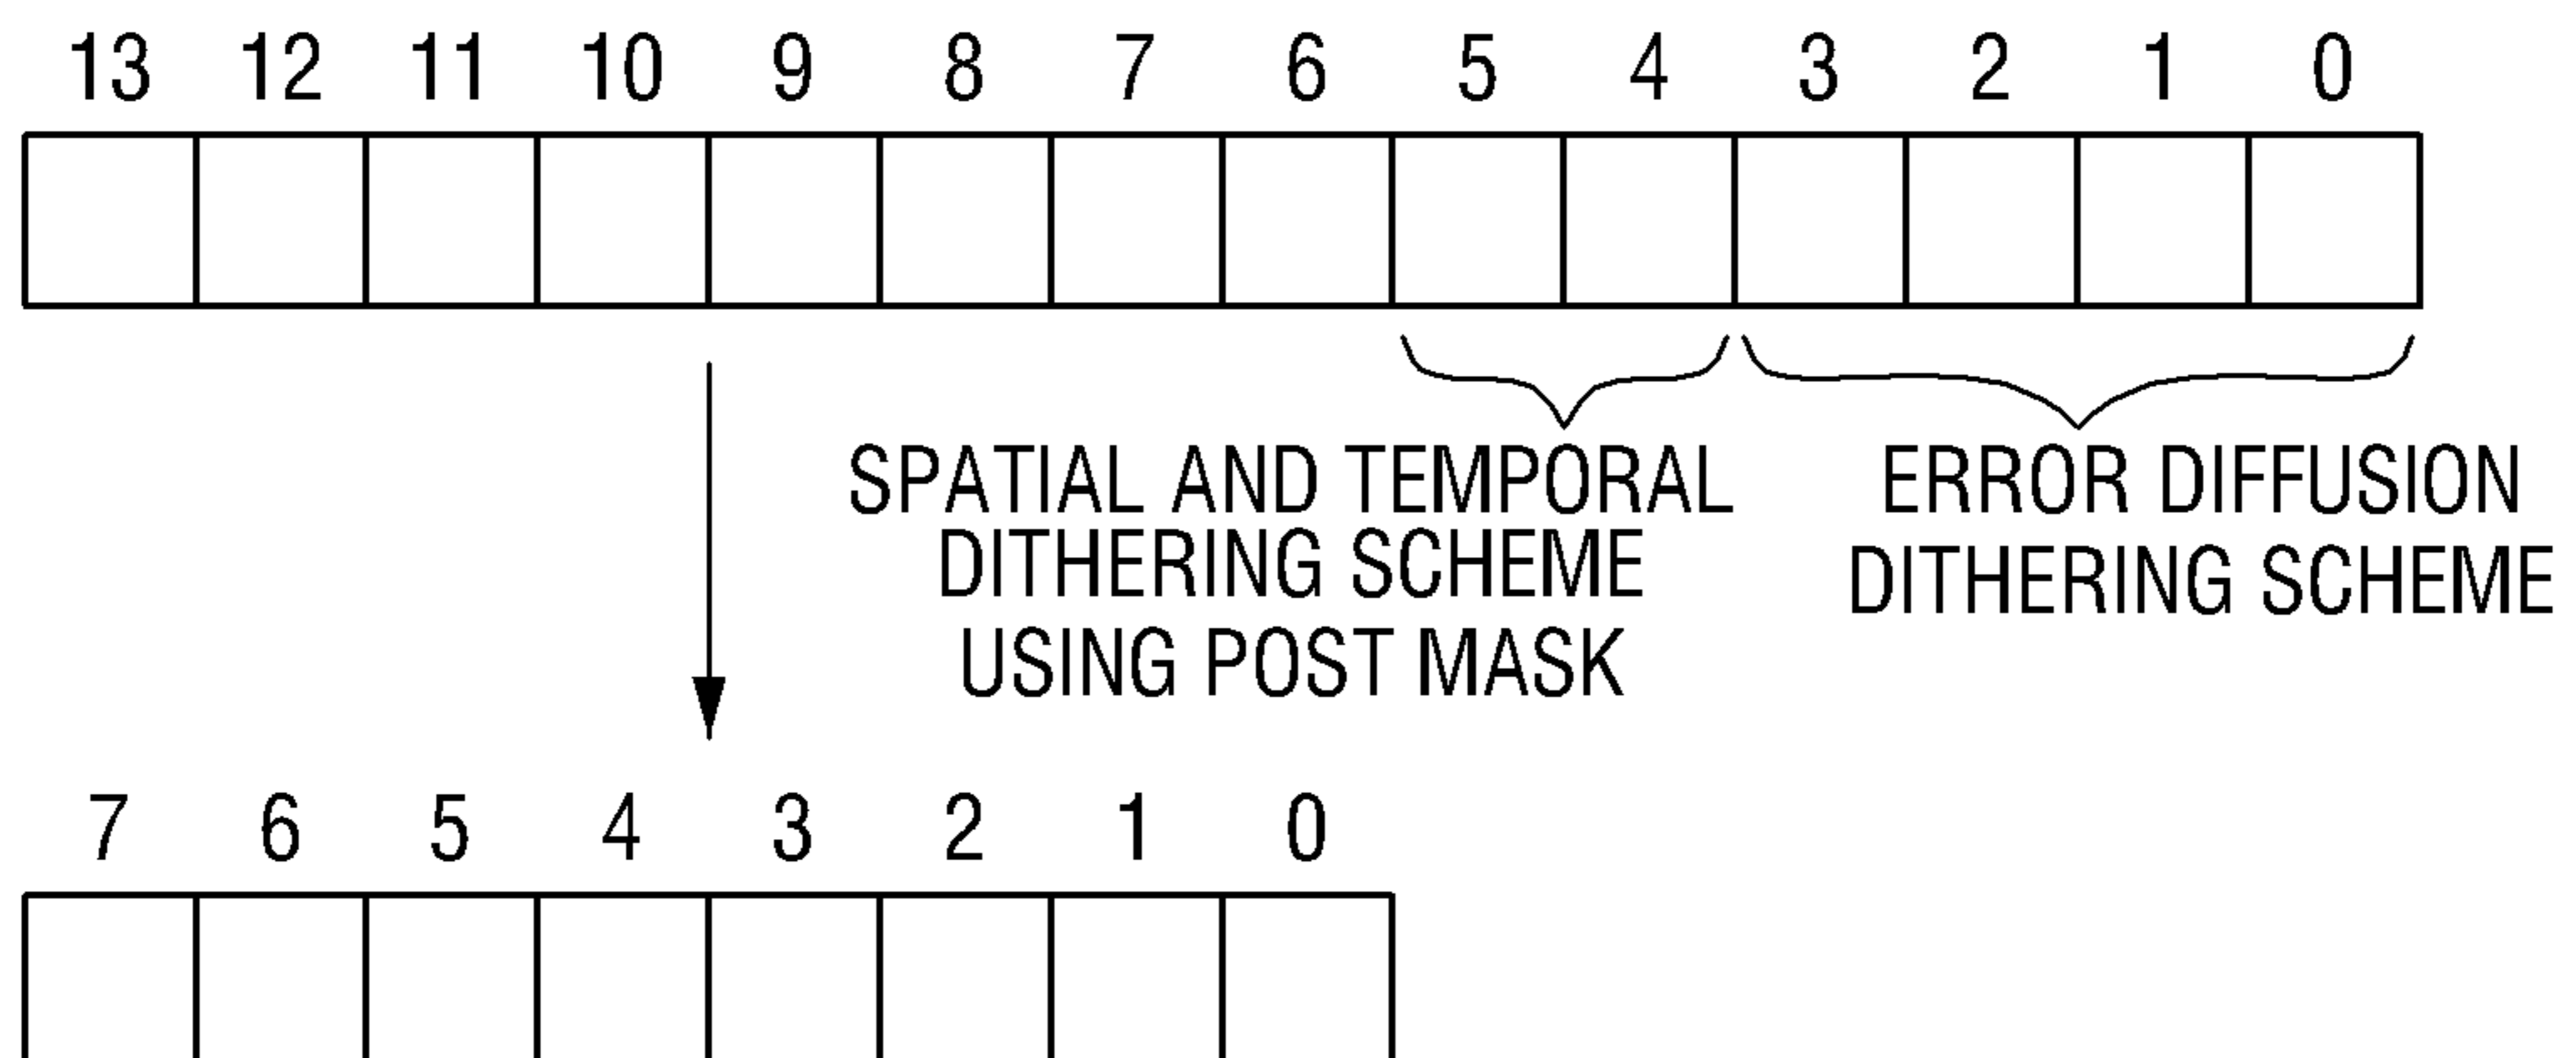 13 12 11 10 9 8 7 6 5 4 3 2 1 0
SPATIAL AND TEMPORAL
DITHERING SCHEME
USING POST MASK
ERROR DIFFUSION
DITHERING SCHEME
7 6 5 4 3 2 1 0